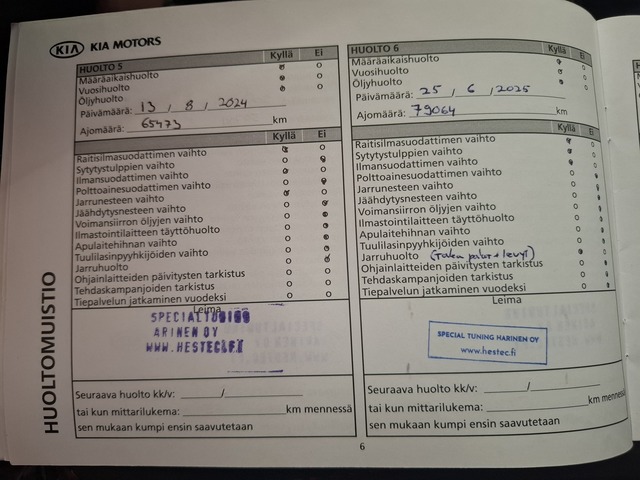 KIA KIA MOTORS
HUOLTO 5 Kyllä Ei
Määräaikaishuolto
Vuosihuolto
Öljyhuolto
Päivämäärä: 13 / 8 / 2024
Ajomäärä: 65473 km
Kyllä Ei
Raitisilmasuodattimen vaihto
Sytytystulppien vaihto
Ilmansuodattimen vaihto
Polttoainesuodattimen vaihto
Jarrunesteen vaihto
Jäähdytysnesteen vaihto
Voimansiirron öljyjen vaihto
Ilmastointilaitteen täyttöhuolto
Apulaitehihnan vaihto
Tuulilasinpyyhkijöiden vaihto
Jarruhuolto
Ohjainlaitteiden päivitysten tarkistus
Tehdaskampanjoiden tarkistus
Tiepalvelun jatkaminen vuodeksi
Leima
ARINEN OY
Seuraava huolto kk/v: /
tai kun mittarilukema: km mennessä
sen mukaan kumpi ensin saavutetaan
HUOLTO 6 Kyllä Ei
Määräaikaishuolto
Vuosihuolto
Öljyhuolto
Päivämäärä: 25 / 6 / 2025
Ajomäärä: 79064 km
Kyllä Ei
Raitisilmasuodattimen vaihto
Sytytystulppien vaihto
Ilmansuodattimen vaihto
Polttoainesuodattimen vaihto
Jarrunesteen vaihto
Jäähdytysnesteen vaihto
Voimansiirron öljyjen vaihto
Ilmastointilaitteen täyttöhuolto
Apulaitehihnan vaihto
Tuulilasinpyyhkijöiden vaihto
Jarruhuolto (Taka palat + levyt)
Ohjainlaitteiden päivitysten tarkistus
Tehdaskampanjoiden tarkistus
Tiepalvelun jatkaminen vuodeksi
Leima
SPECIAL TUNING HARINEN OY
www.hestec.fi
Seuraava huolto kk/v: /
tai kun mittarilukema: km mennessä
sen mukaan kumpi ensin saavutetaan
HUOLTOMUISTIO
6